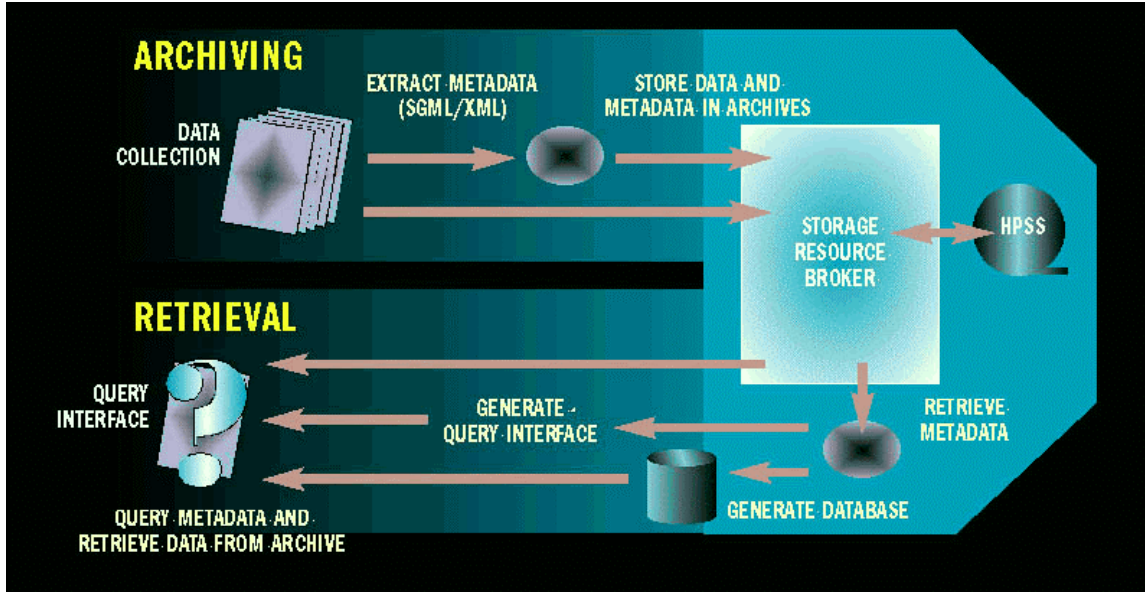 ARCHIVING
EXTRACT METADATA
(SGML/XML)
STORE DATA AND
METADATA IN ARCHIVES
DATA
COLLECTION
STORAGE
RESOURCE
BROKER
HPSS
RETRIEVAL
QUERY
INTERFACE
GENERATE
QUERY INTERFACE
RETRIEVE
METADATA
GENERATE DATABASE
QUERY METADATA AND
RETRIEVE DATA FROM ARCHIVE